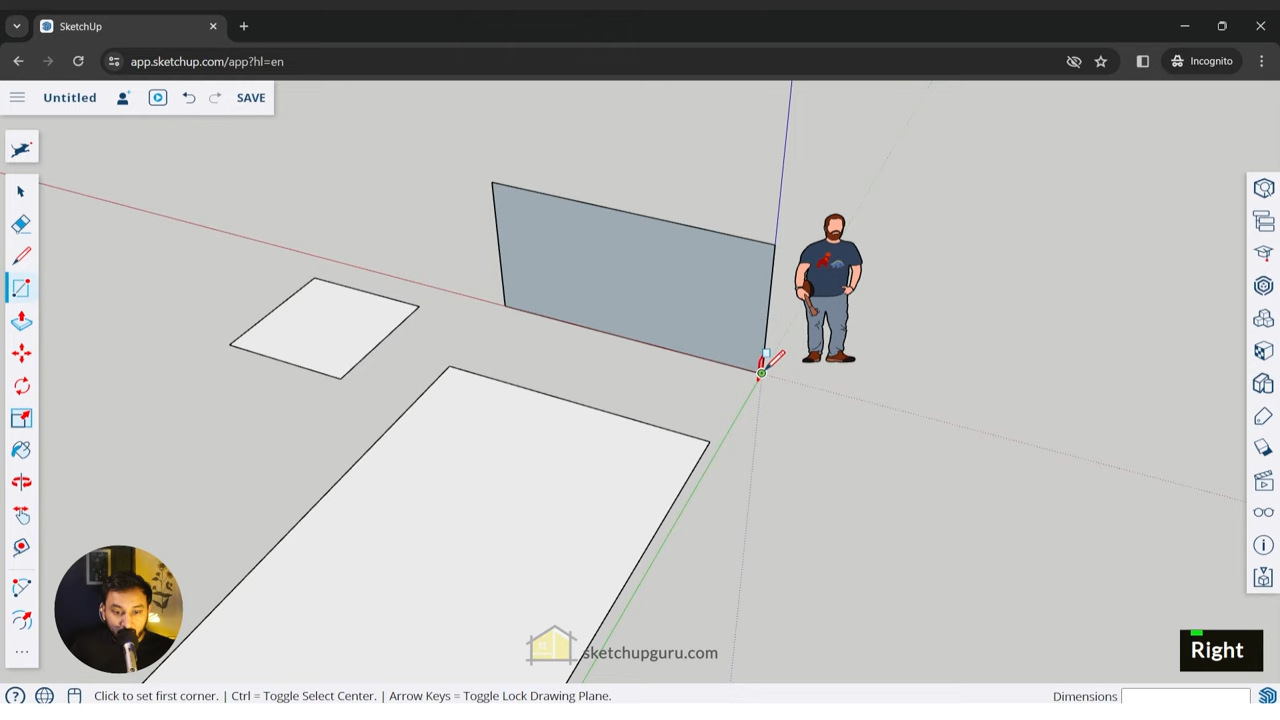 SketchUp
app.sketchup.com/app?hl=en
Incognito
Untitled
SAVE
sketchupguru.com
Right
Click to set first corner. | Ctrl = Toggle Select Center. | Arrow Keys = Toggle Lock Drawing Plane.
Dimensions